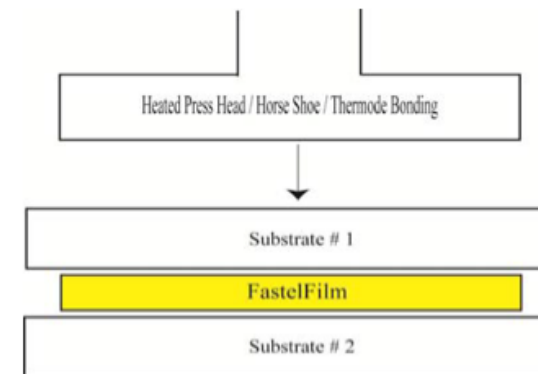 Heated Press Head / Horse Shoe / Thermode Bonding
Substrate # 1
FastelFilm
Substrate # 2